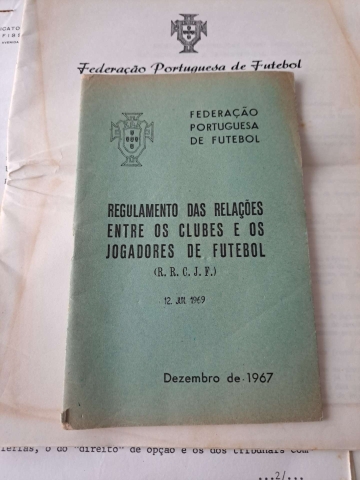 Federação Portuguesa de Futebol
FEDERAÇÃO
PORTUGUESA
DE FUTEBOL
REGULAMENTO DAS RELAÇÕES
ENTRE OS CLUBES E OS
JOGADORES DE FUTEBOL
(R. R. C. J. F.)
12. JUL 1969
Dezembro de 1967
"direito" de opção e os dos tribunais com
...2/...